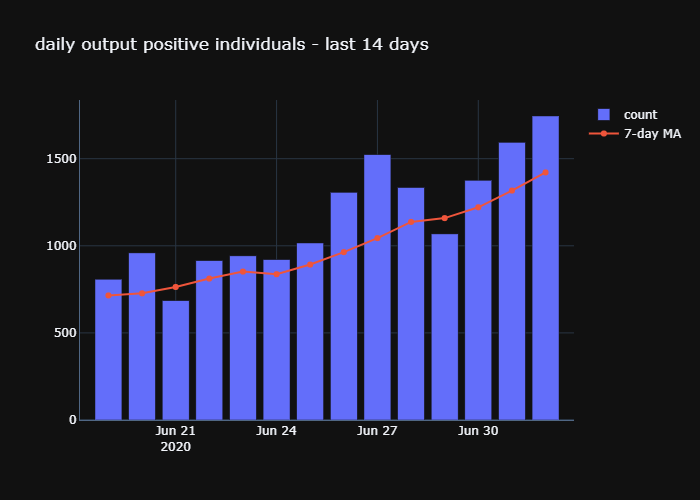 daily output positive individuals - last 14 days
count
7-day MA
1500
1000
500
0
Jun 21
2020
Jun 24
Jun 27
Jun 30